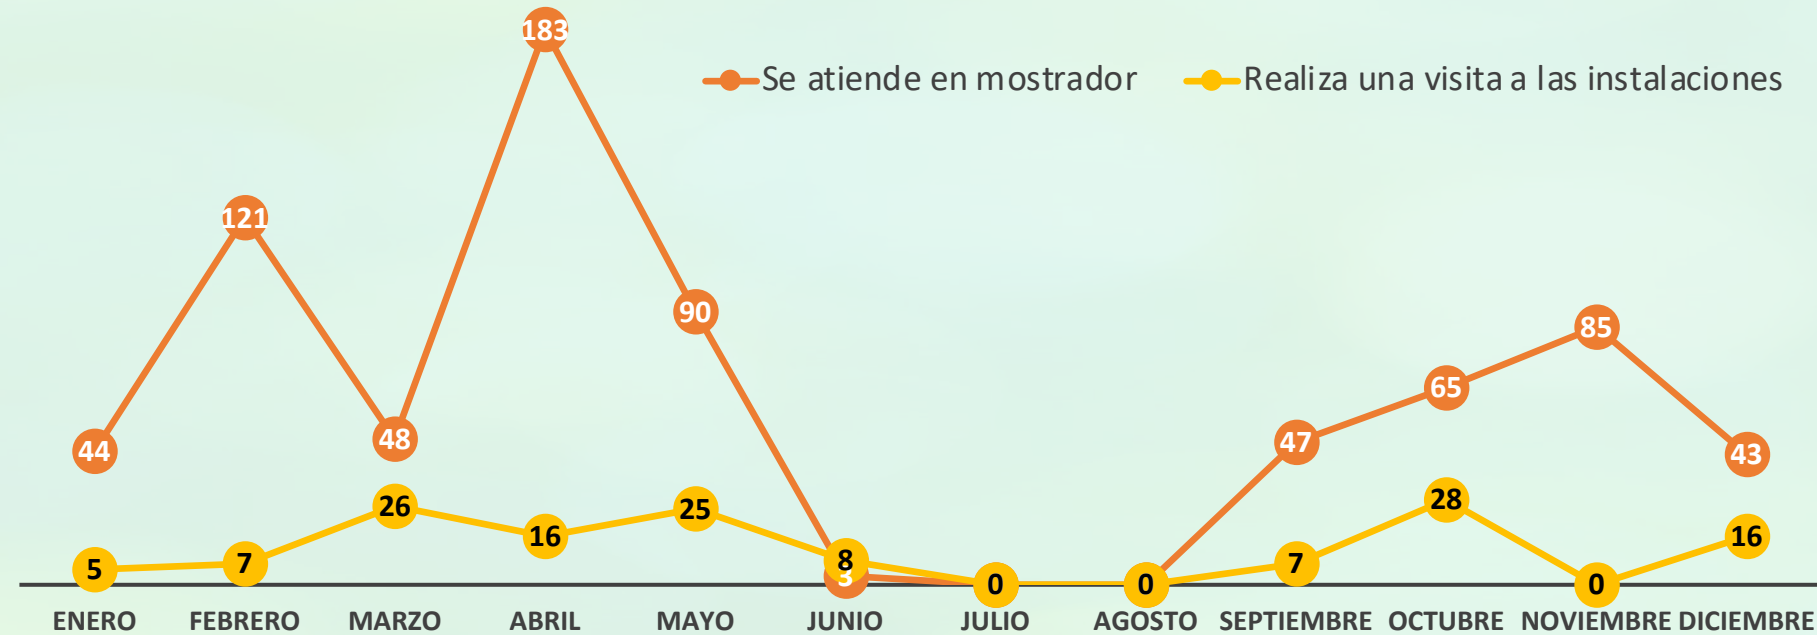 183
Se atiende en mostrador Realiza una visita a las instalaciones
121
90
85
65
44 48 47 43
26 16 25 28 16
5 7 8 7
3
0 0 0
ENERO FEBRERO MARZO ABRIL MAYO JUNIO JULIO AGOSTO SEPTIEMBRE OCTUBRE NOVIEMBRE DICIEMBRE